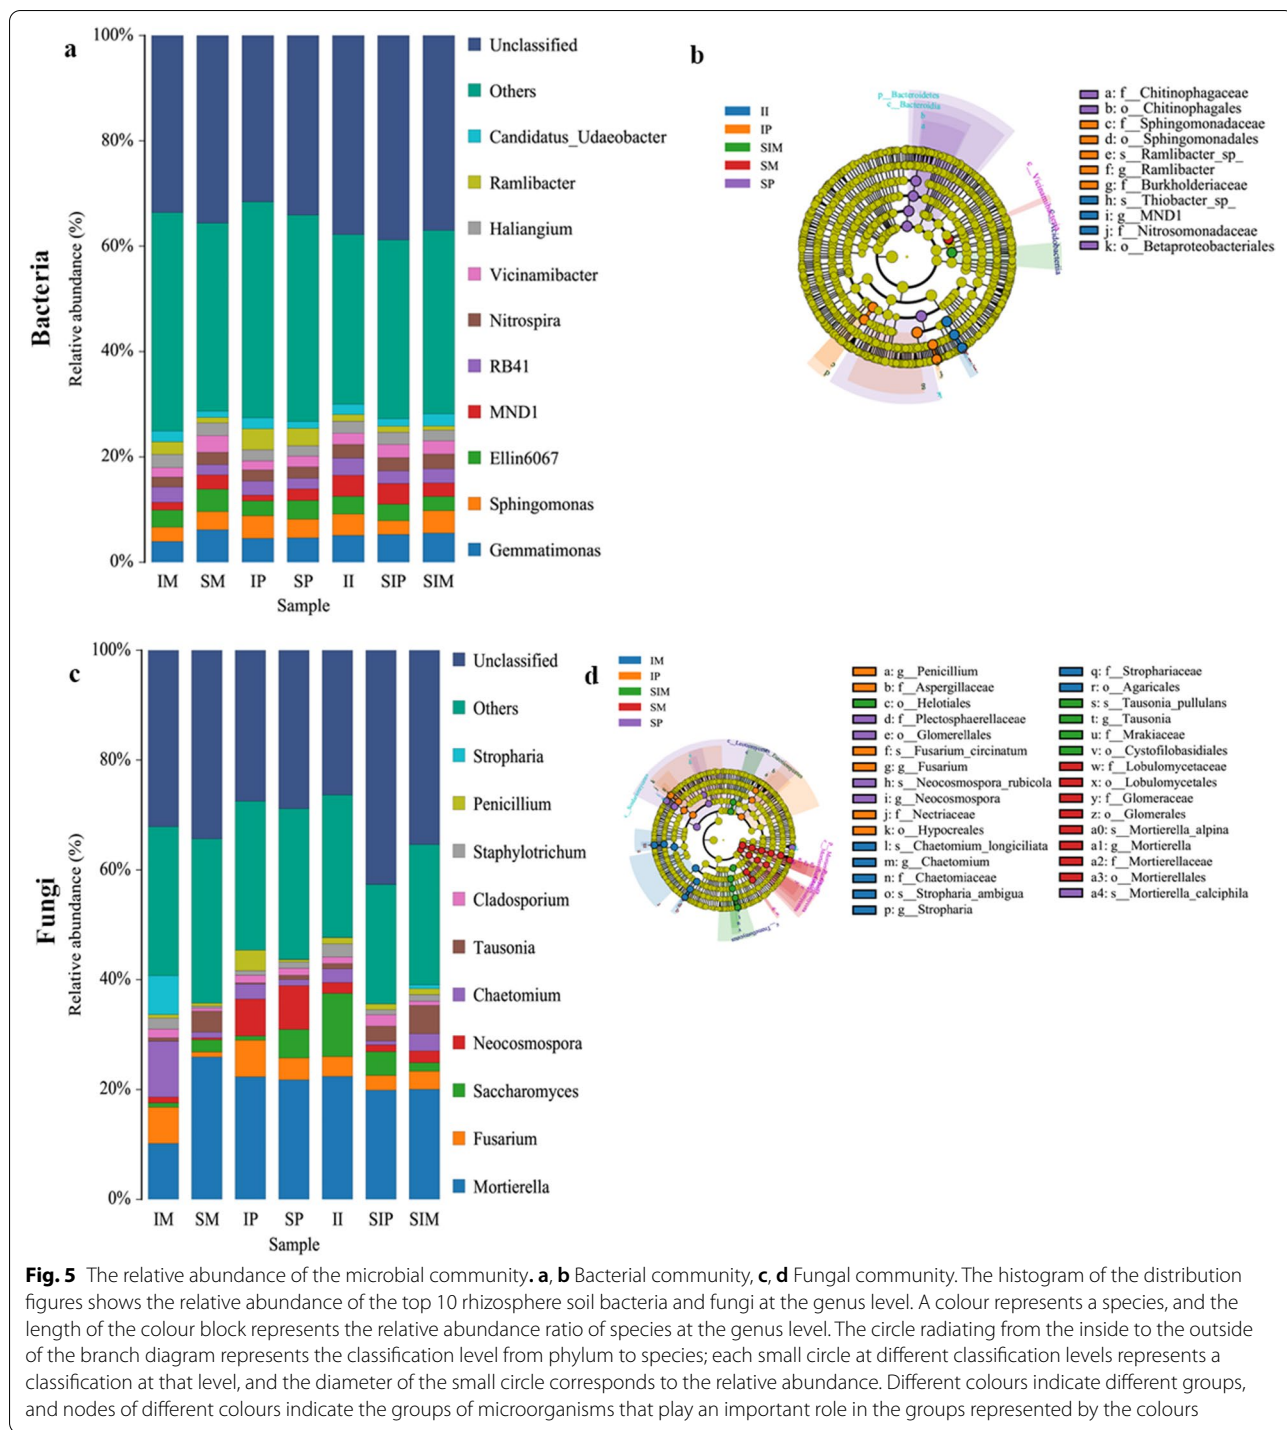 a
100%
80%
60%
40%
20%
0%
Bacteria
Relative abundance (%)
IM SM IP SP II SIP SIM
Sample
Unclassified
Others
Candidatus_Udaeobacter
Ramlibacter
Haliangium
Vicinamibacter
Nitrospira
RB41
MND1
Ellin6067
Sphingomonas
Gemmatimonas
b
II
IP
SIM
SM
SP
p__Bacteroidetes
c__Bacteroidia
b
a
a: f__Chitinophagaceae
b: o__Chitinophagales
c: f__Sphingomonadaceae
d: o__Sphingomonadales
e: s__Ramlibacter_sp_
f: g__Ramlibacter
g: f__Burkholderiaceae
h: s__Thiobacter_sp_
i: g__MND1
j: f__Nitrosomonadaceae
k: o__Betaproteobacteriales
c
100%
80%
60%
40%
20%
0%
Fungi
Relative abundance (%)
IM SM IP SP II SIP SIM
Sample
Unclassified
Others
Stropharia
Penicillium
Staphylotrichum
Cladosporium
Tausonia
Chaetomium
Neocosmospora
Saccharomyces
Fusarium
Mortierella
d
IM
IP
SIM
SM
SP
a: g__Penicillium
b: f__Aspergillaceae
c: o__Helotiales
d: f__Plectosphaerellaceae
e: o__Glomerellales
f: s__Fusarium_circinatum
g: g__Fusarium
h: s__Neocosmospora_rubicola
i: g__Neocosmospora
j: f__Nectriaceae
k: o__Hypocreales
l: s__Chaetomium_longiciliata
m: g__Chaetomium
n: f__Chaetomiaceae
o: s__Stropharia_ambigua
p: g__Stropharia
q: f__Strophariaceae
r: o__Agaricales
s: s__Tausonia_pullulans
t: g__Tausonia
u: f__Mrakiaceae
v: o__Cystofilobasidiales
w: f__Lobulomycetaceae
x: o__Lobulomycetales
y: f__Glomeraceae
z: o__Glomerales
a0: s__Mortierella_alpina
a1: g__Mortierella
a2: f__Mortierellaceae
a3: o__Mortierellales
a4: s__Mortierella_calciphila
Fig. 5 The relative abundance of the microbial community. a, b Bacterial community, c, d Fungal community. The histogram of the distribution
figures shows the relative abundance of the top 10 rhizosphere soil bacteria and fungi at the genus level. A colour represents a species, and the
length of the colour block represents the relative abundance ratio of species at the genus level. The circle radiating from the inside to the outside
of the branch diagram represents the classification level from phylum to species; each small circle at different classification levels represents a
classification at that level, and the diameter of the small circle corresponds to the relative abundance. Different colours indicate different groups,
and nodes of different colours indicate the groups of microorganisms that play an important role in the groups represented by the colours